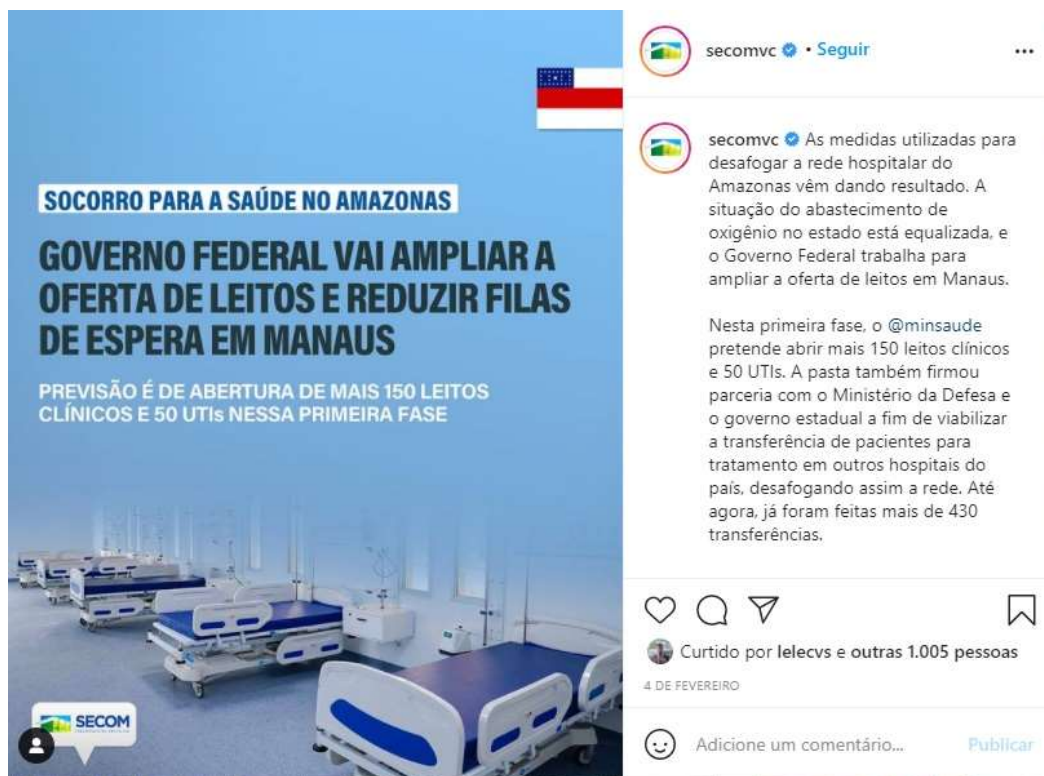 SOCORRO PARA A SAÚDE NO AMAZONAS
GOVERNO FEDERAL VAI AMPLIAR A
OFERTA DE LEITOS E REDUZIR FILAS
DE ESPERA EM MANAUS
PREVISÃO É DE ABERTURA DE MAIS 150 LEITOS
CLÍNICOS E 50 UTIs NESSA PRIMEIRA FASE
SECOM
secomvc • Seguir
secomvc As medidas utilizadas para
desafogar a rede hospitalar do
Amazonas vêm dando resultado. A
situação do abastecimento de
oxigênio no estado está equalizada, e
o Governo Federal trabalha para
ampliar a oferta de leitos em Manaus.
Nesta primeira fase, o @minsaude
pretende abrir mais 150 leitos clínicos
e 50 UTIs. A pasta também firmou
parceria com o Ministério da Defesa e
o governo estadual a fim de viabilizar
a transferência de pacientes para
tratamento em outros hospitais do
país, desafogando assim a rede. Até
agora, já foram feitas mais de 430
transferências.
Curtido por lelecvs e outras 1.005 pessoas
4 DE FEVEREIRO
Adicione um comentário... Publicar